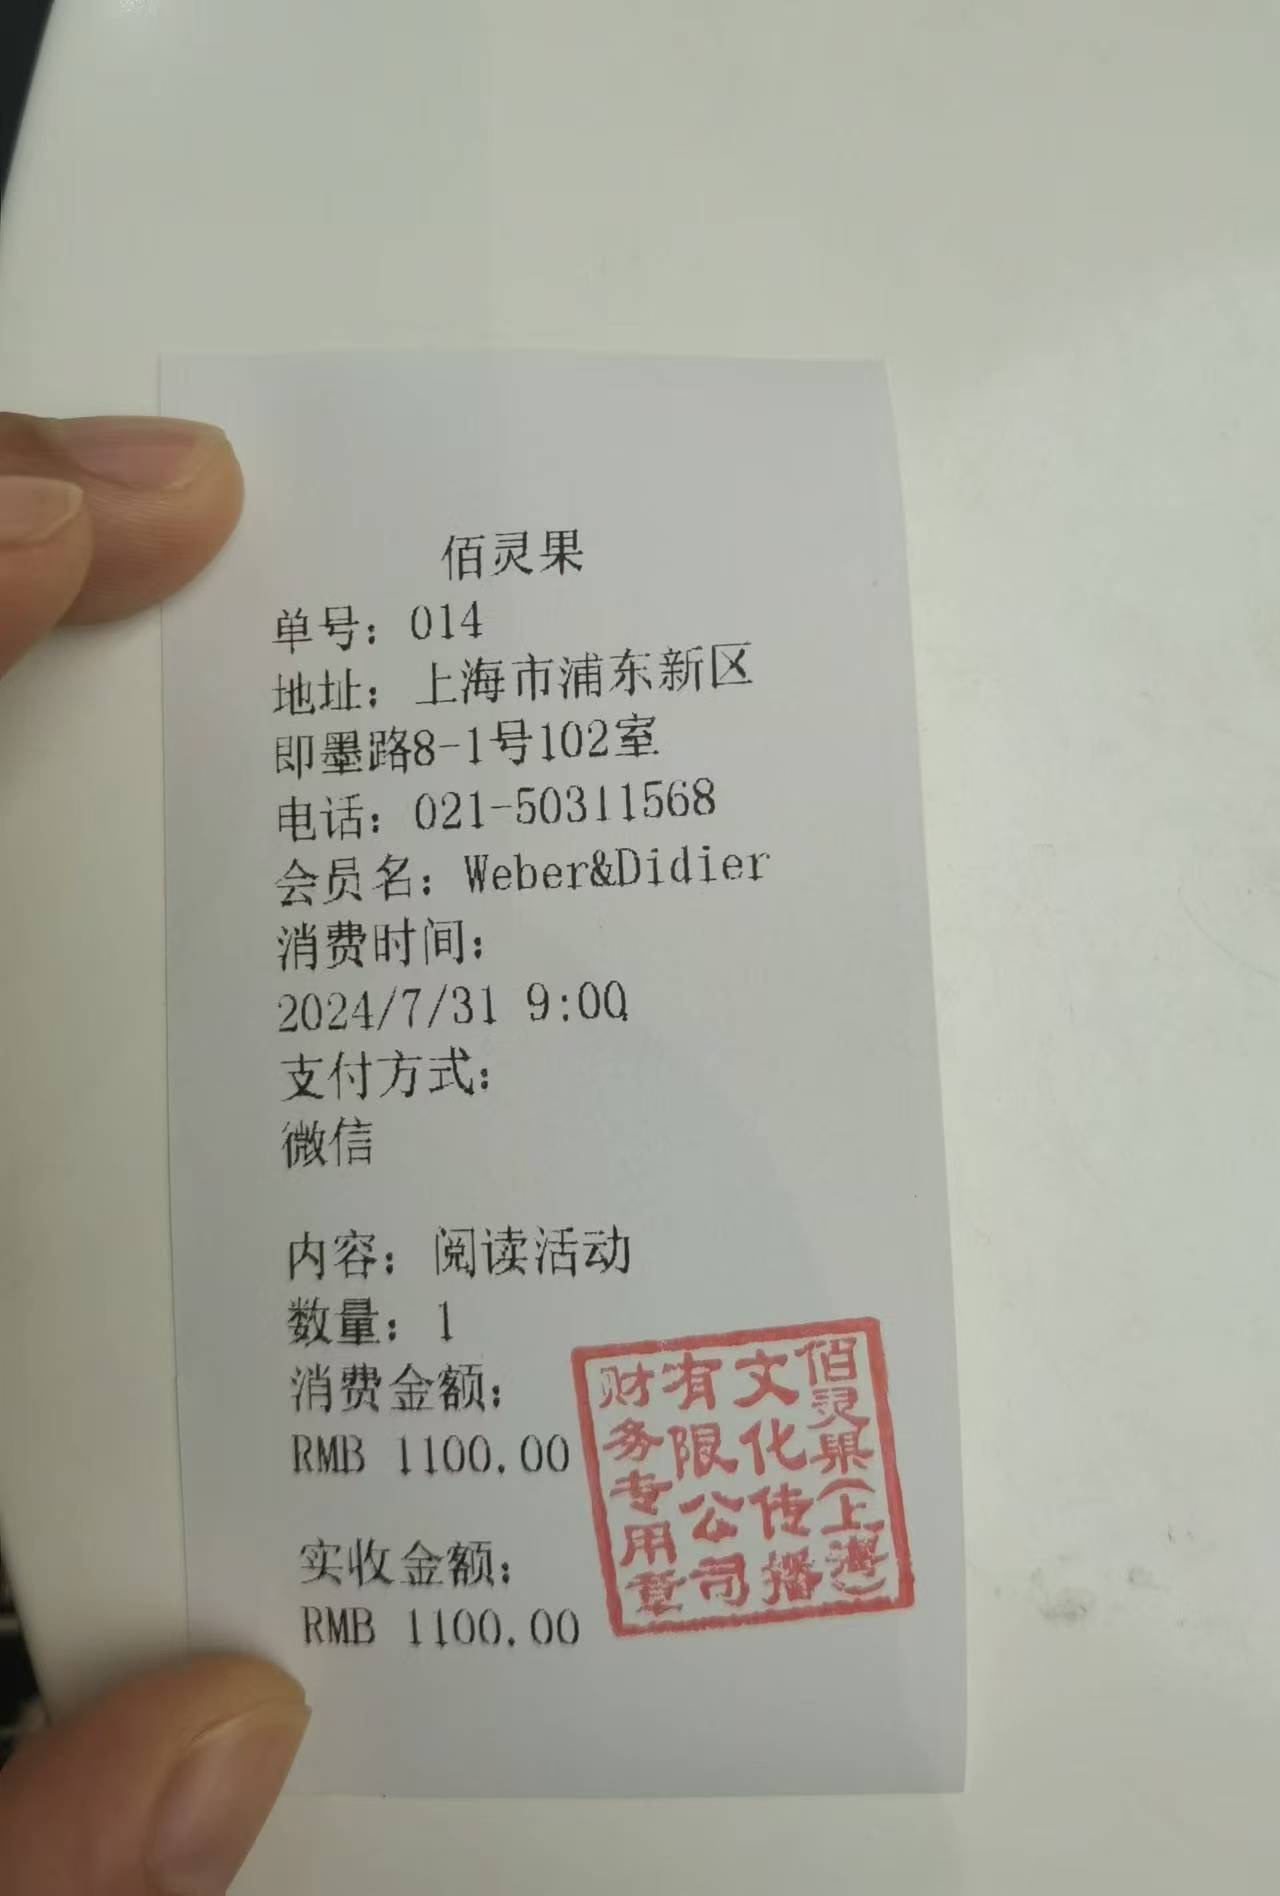 佰灵果
单号：014
地址：上海市浦东新区
即墨路8-1号102室
电话：021-50311568
会员名：Weber&Didier
消费时间：
2024/7/31 9:00
支付方式：
微信
内容：阅读活动
数量：1
消费金额：
RMB 1100.00
实收金额：
RMB 1100.00
佰灵果(上海)
文化传播
有限公司
财务专用章